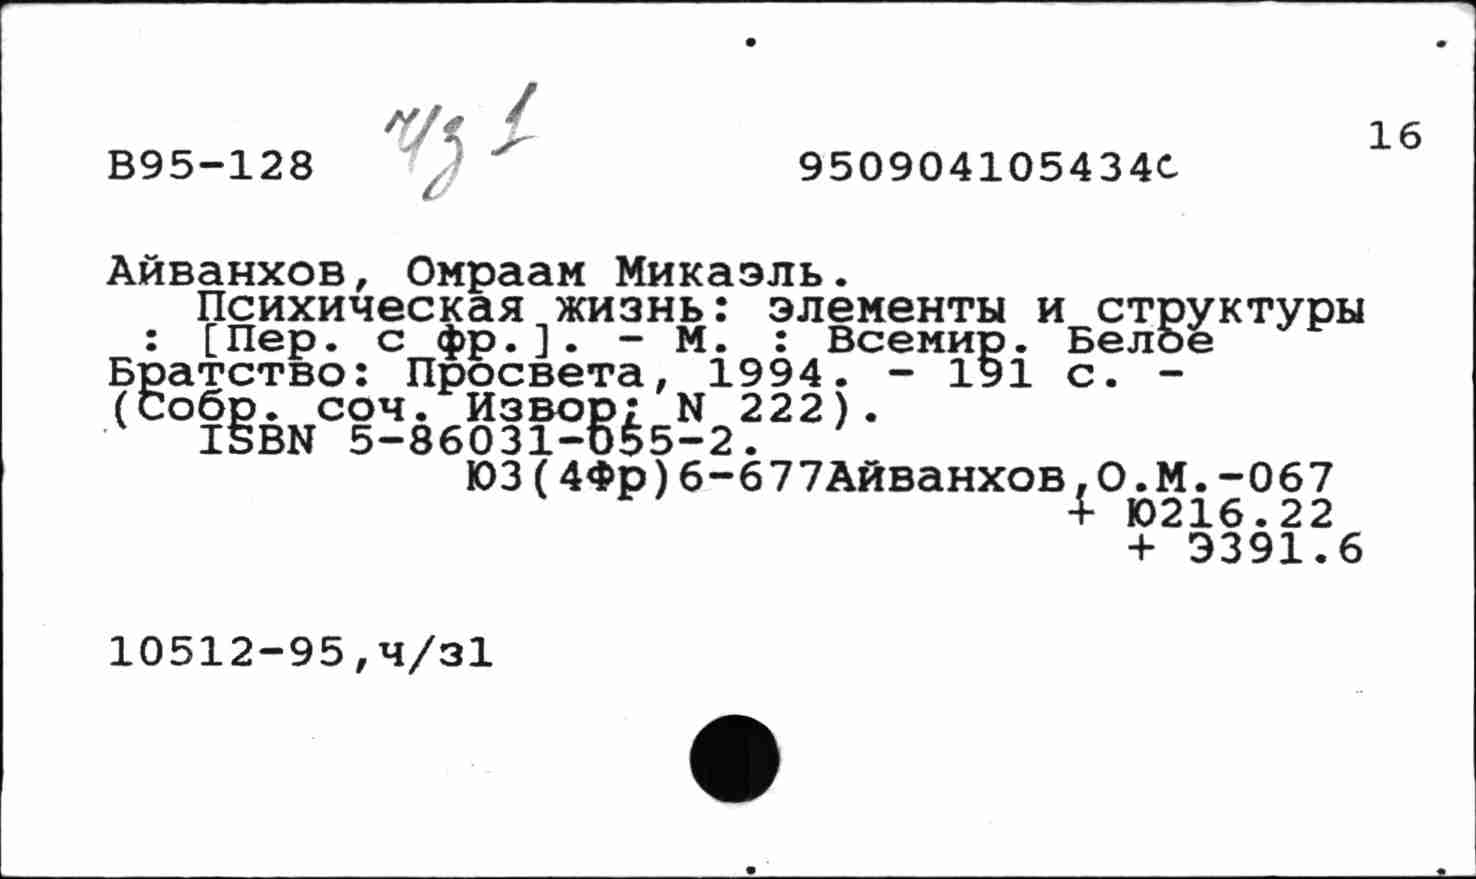 16
ч/з 1
В95-128 950904105434с
Айванхов, Омраам Микаэль.
Психическая жизнь: элементы и структуры
: [Пер. с фр.]. - М. : Всемир. Белое
Братство: Просвета, 1994. - 191 с. -
(Собр. соч. Извор; N 222).
ISBN 5-86031-055-2.
Ю3(4Фр)6-677Айванхов,О.М.-067
+ Ю216.22
+ Э391.6
10512-95,ч/з1